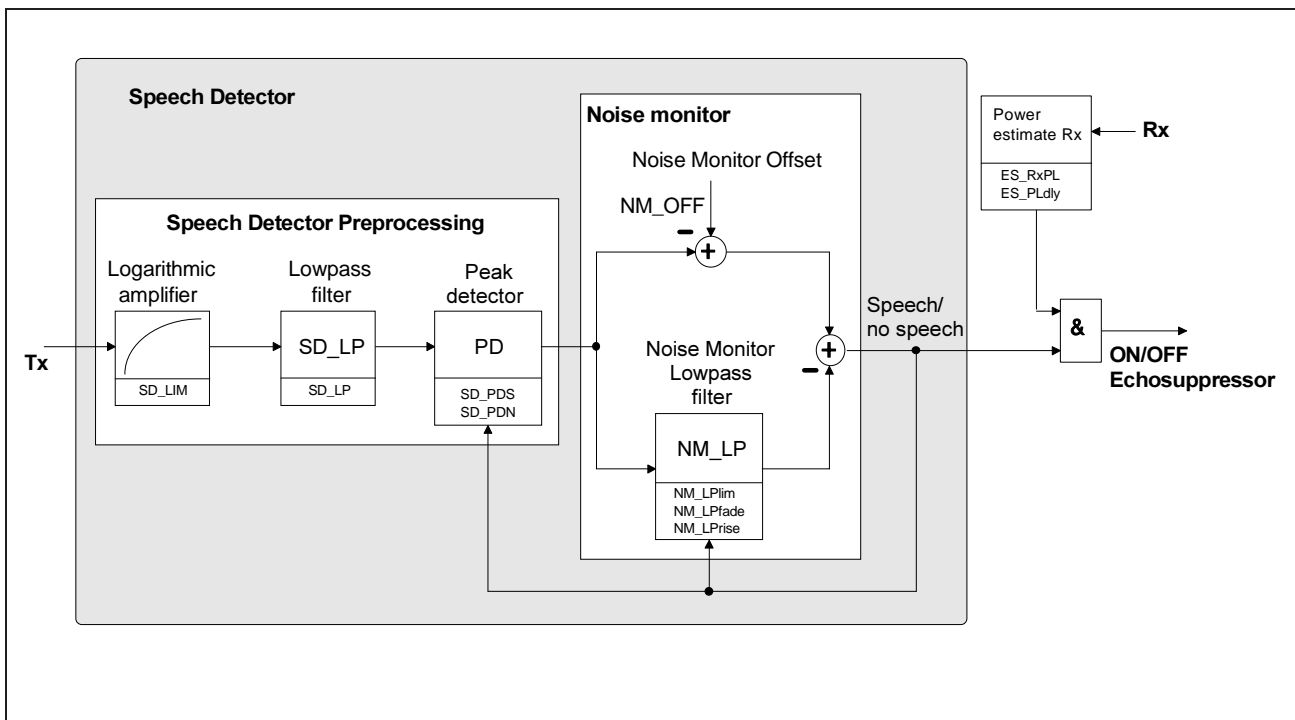 Speech Detector
Noise monitor
Power
estimate Rx
Rx
ES_RxPL
ES_PLdly
Noise Monitor Offset
NM_OFF
–
+
Speech Detector Preprocessing
Logarithmic
amplifier
Lowpass
filter
Peak
detector
Tx
SD_LIM
SD_LP
SD_LP
PD
SD_PDS
SD_PDN
Noise Monitor
Lowpass
filter
NM_LP
NM_LPlim
NM_LPfade
NM_LPrise
+
–
Speech/
no speech
&
ON/OFF
Echosuppressor